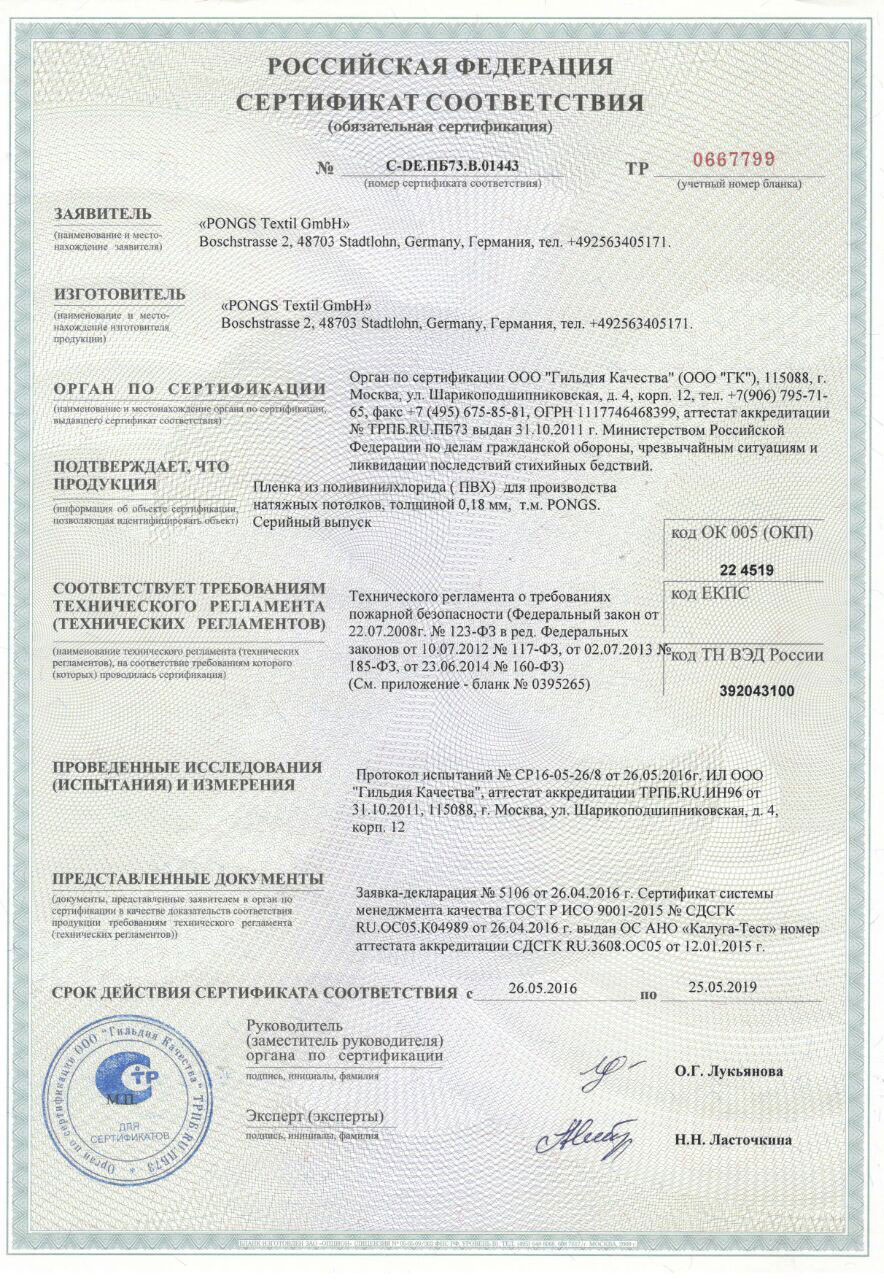 РОССИЙСКАЯ ФЕДЕРАЦИЯ
СЕРТИФИКАТ СООТВЕТСТВИЯ
(обязательная сертификация)
№ C-DE.ПБ73.В.01443
(номер сертификата соответствия)
ТР 0667799
(учетный номер бланка)
ЗАЯВИТЕЛЬ
(наименование и место-
нахождение заявителя)
«PONGS Textil GmbH»
Boschstrasse 2, 48703 Stadtlohn, Germany, Германия, тел. +492563405171.
ИЗГОТОВИТЕЛЬ
(наименование и место-
нахождение изготовителя
продукции)
«PONGS Textil GmbH»
Boschstrasse 2, 48703 Stadtlohn, Germany, Германия, тел. +492563405171.
ОРГАН ПО СЕРТИФИКАЦИИ
(наименование и местонахождение органа по сертификации,
выдавшего сертификат соответствия)
Орган по сертификации ООО "Гильдия Качества" (ООО "ГК"), 115088, г.
Москва, ул. Шарикоподшипниковская, д. 4, корп. 12, тел. +7(906) 795-71-
65, факс +7 (495) 675-85-81, ОГРН 1117746468399, аттестат аккредитации
№ ТРПБ.RU.ПБ73 выдан 31.10.2011 г. Министерством Российской
Федерации по делам гражданской обороны, чрезвычайным ситуациям и
ликвидации последствий стихийных бедствий.
ПОДТВЕРЖДАЕТ, ЧТО
ПРОДУКЦИЯ
(информация об объекте сертификации,
позволяющая идентифицировать объект)
Пленка из поливинилхлорида ( ПВХ) для производства
натяжных потолков, толщиной 0,18 мм, т.м. PONGS.
Серийный выпуск
код ОК 005 (ОКП)
22 4519
код ЕКПС
код ТН ВЭД России
392043100
СООТВЕТСТВУЕТ ТРЕБОВАНИЯМ
ТЕХНИЧЕСКОГО РЕГЛАМЕНТА
(ТЕХНИЧЕСКИХ РЕГЛАМЕНТОВ)
(наименование технического регламента (технических
регламентов), на соответствие требованиям которого
(которых) проводилась сертификация)
Технического регламента о требованиях
пожарной безопасности (Федеральный закон от
22.07.2008г. № 123-ФЗ в ред. Федеральных
законов от 10.07.2012 № 117-ФЗ, от 02.07.2013 №
185-ФЗ, от 23.06.2014 № 160-ФЗ)
(См. приложение - бланк № 0395265)
ПРОВЕДЕННЫЕ ИССЛЕДОВАНИЯ
(ИСПЫТАНИЯ) И ИЗМЕРЕНИЯ
Протокол испытаний № СР16-05-26/8 от 26.05.2016г. ИЛ ООО
"Гильдия Качества", аттестат аккредитации ТРПБ.RU.ИН96 от
31.10.2011, 115088, г. Москва, ул. Шарикоподшипниковская, д. 4,
корп. 12
ПРЕДСТАВЛЕННЫЕ ДОКУМЕНТЫ
(документы, представленные заявителем в орган по
сертификации в качестве доказательств соответствия
продукции требованиям технического регламента
(технических регламентов))
Заявка-декларация № 5106 от 26.04.2016 г. Сертификат системы
менеджмента качества ГОСТ Р ИСО 9001-2015 № СДСГК
RU.OC05.K04989 от 26.04.2016 г. выдан ОС АНО «Калуга-Тест» номер
аттестата аккредитации СДСГК RU.3608.ОС05 от 12.01.2015 г.
СРОК ДЕЙСТВИЯ СЕРТИФИКАТА СООТВЕТСТВИЯ с 26.05.2016 по 25.05.2019
Руководитель
(заместитель руководителя)
органа по сертификации
подпись, инициалы, фамилия
О.Г. Лукьянова
Эксперт (эксперты)
подпись, инициалы, фамилия
Н.Н. Ласточкина
Орган по сертификации ООО "Гильдия Качества" ТРПБ.RU.ПБ73 *
ТР
М.П.
ДЛЯ
СЕРТИФИКАТОВ